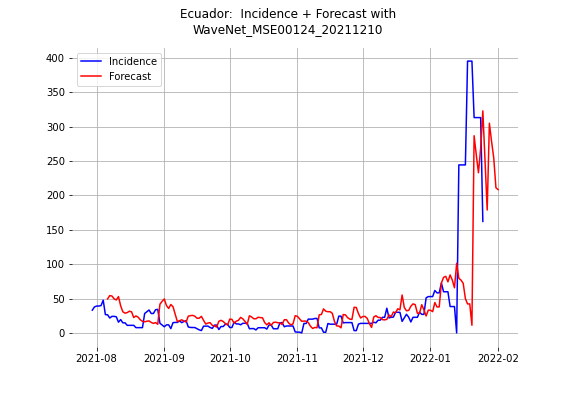 Ecuador:  Incidence + Forecast with
WaveNet_MSE00124_20211210
Incidence
Forecast
400
350
300
250
200
150
100
50
0
2021-08 2021-09 2021-10 2021-11 2021-12 2022-01 2022-02